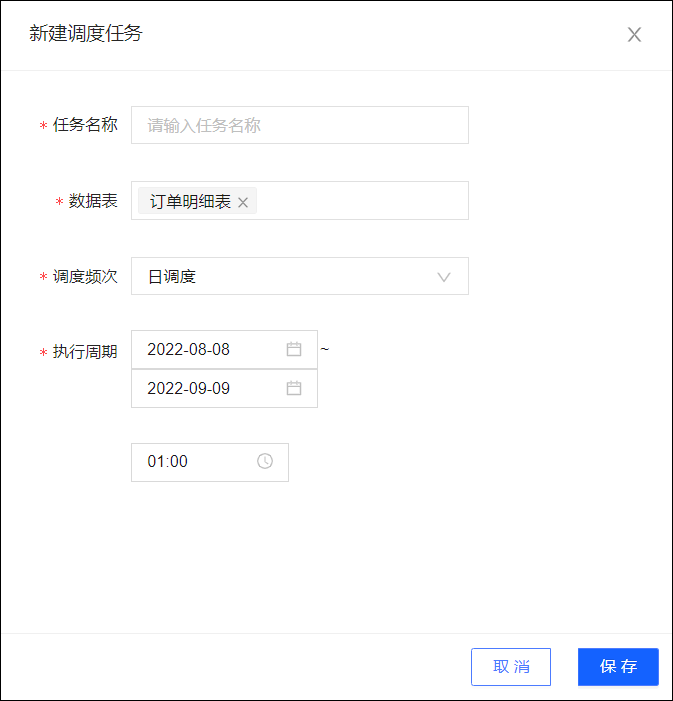 新建调度任务
* 任务名称 请输入任务名称
* 数据表 订单明细表
* 调度频次 日调度
* 执行周期 2022-08-08 ~
2022-09-09
01:00
取 消 保 存